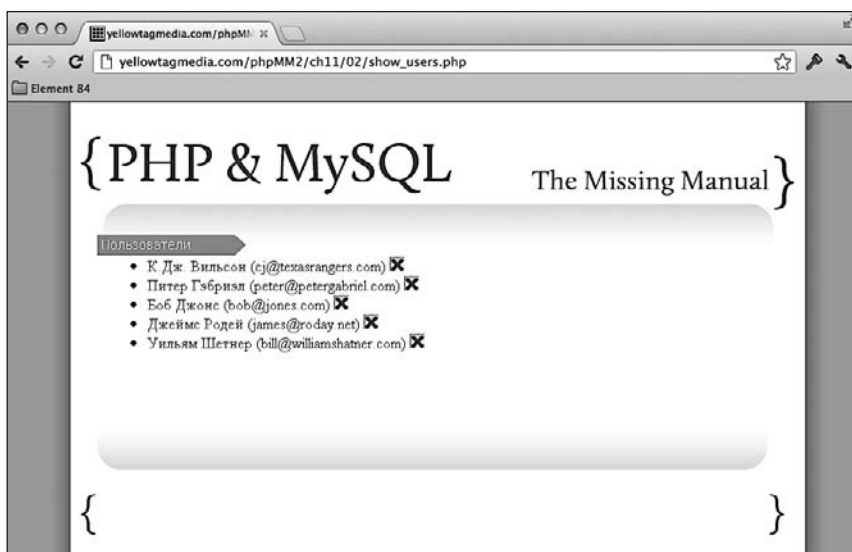 yellowtagmedia.com/phpMM
yellowtagmedia.com/phpMM2/ch11/02/show_users.php
Element 84
{PHP & MySQL
The Missing Manual}
Пользователи
• К Дж. Вильсон (cj@texasrangers.com)
• Питер Гэбриэл (peter@petergabriel.com)
• Боб Джонс (bob@jones.com)
• Джеймс Родей (james@roday.net)
• Уильям Шетнер (bill@williamshatner.com)
{ }